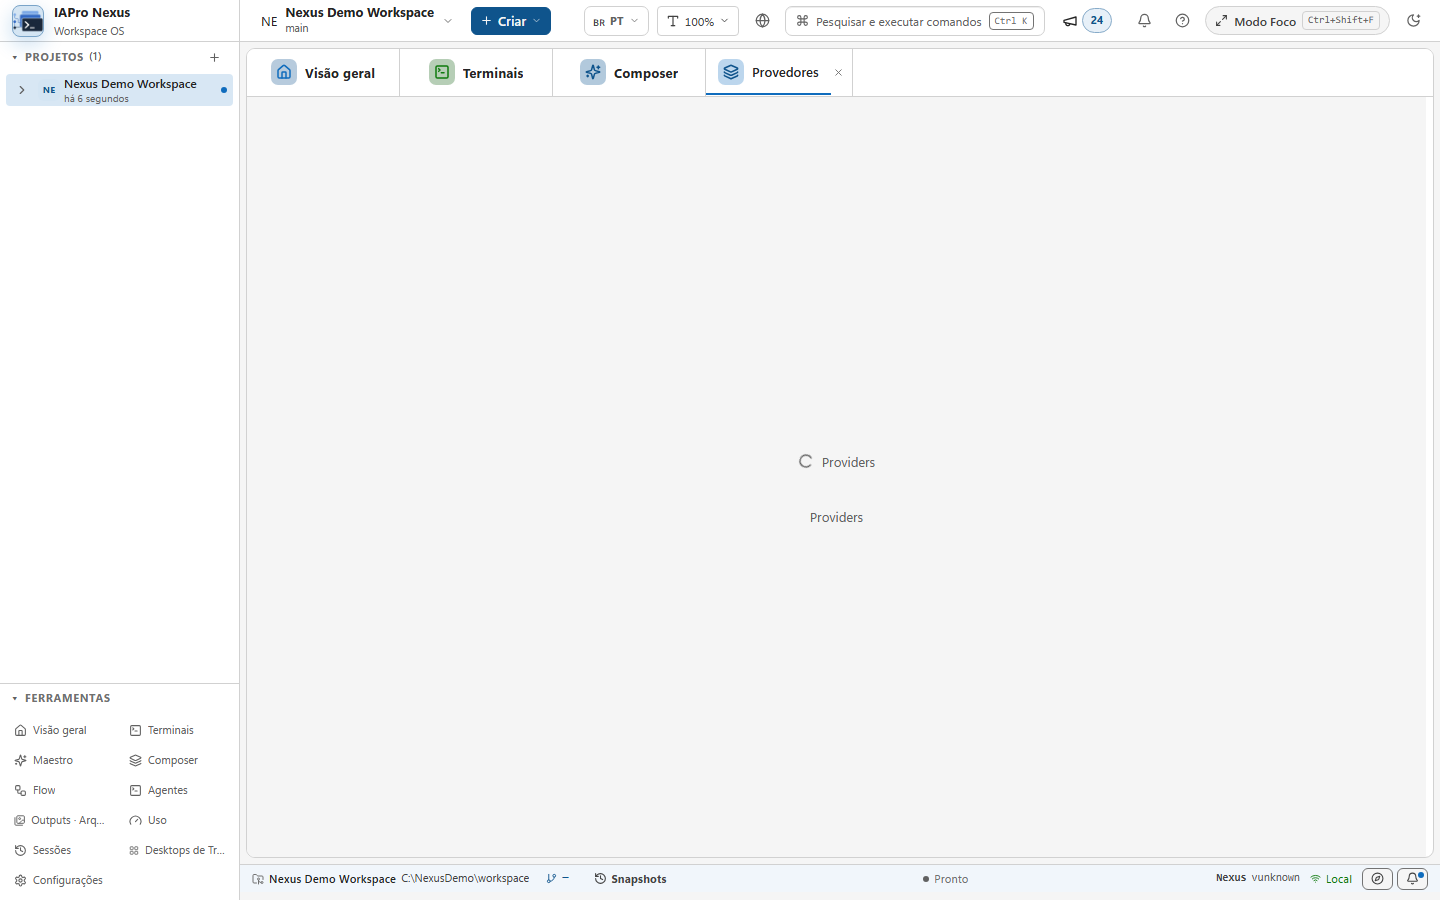 IAPro Nexus
Workspace OS
NE
Nexus Demo Workspace
main
Criar
BR PT
100%
Pesquisar e executar comandos
Ctrl K
24
Modo Foco
Ctrl+Shift+F
PROJETOS (1)
NE
Nexus Demo Workspace
há 6 segundos
Visão geral
Terminais
Composer
Provedores
Providers
Providers
FERRAMENTAS
Visão geral
Terminais
Maestro
Composer
Flow
Agentes
Outputs · Arq...
Uso
Sessões
Desktops de Tr...
Configurações
Nexus Demo Workspace C:\NexusDemo\workspace
–
Snapshots
Pronto
Nexus vunknown
Local